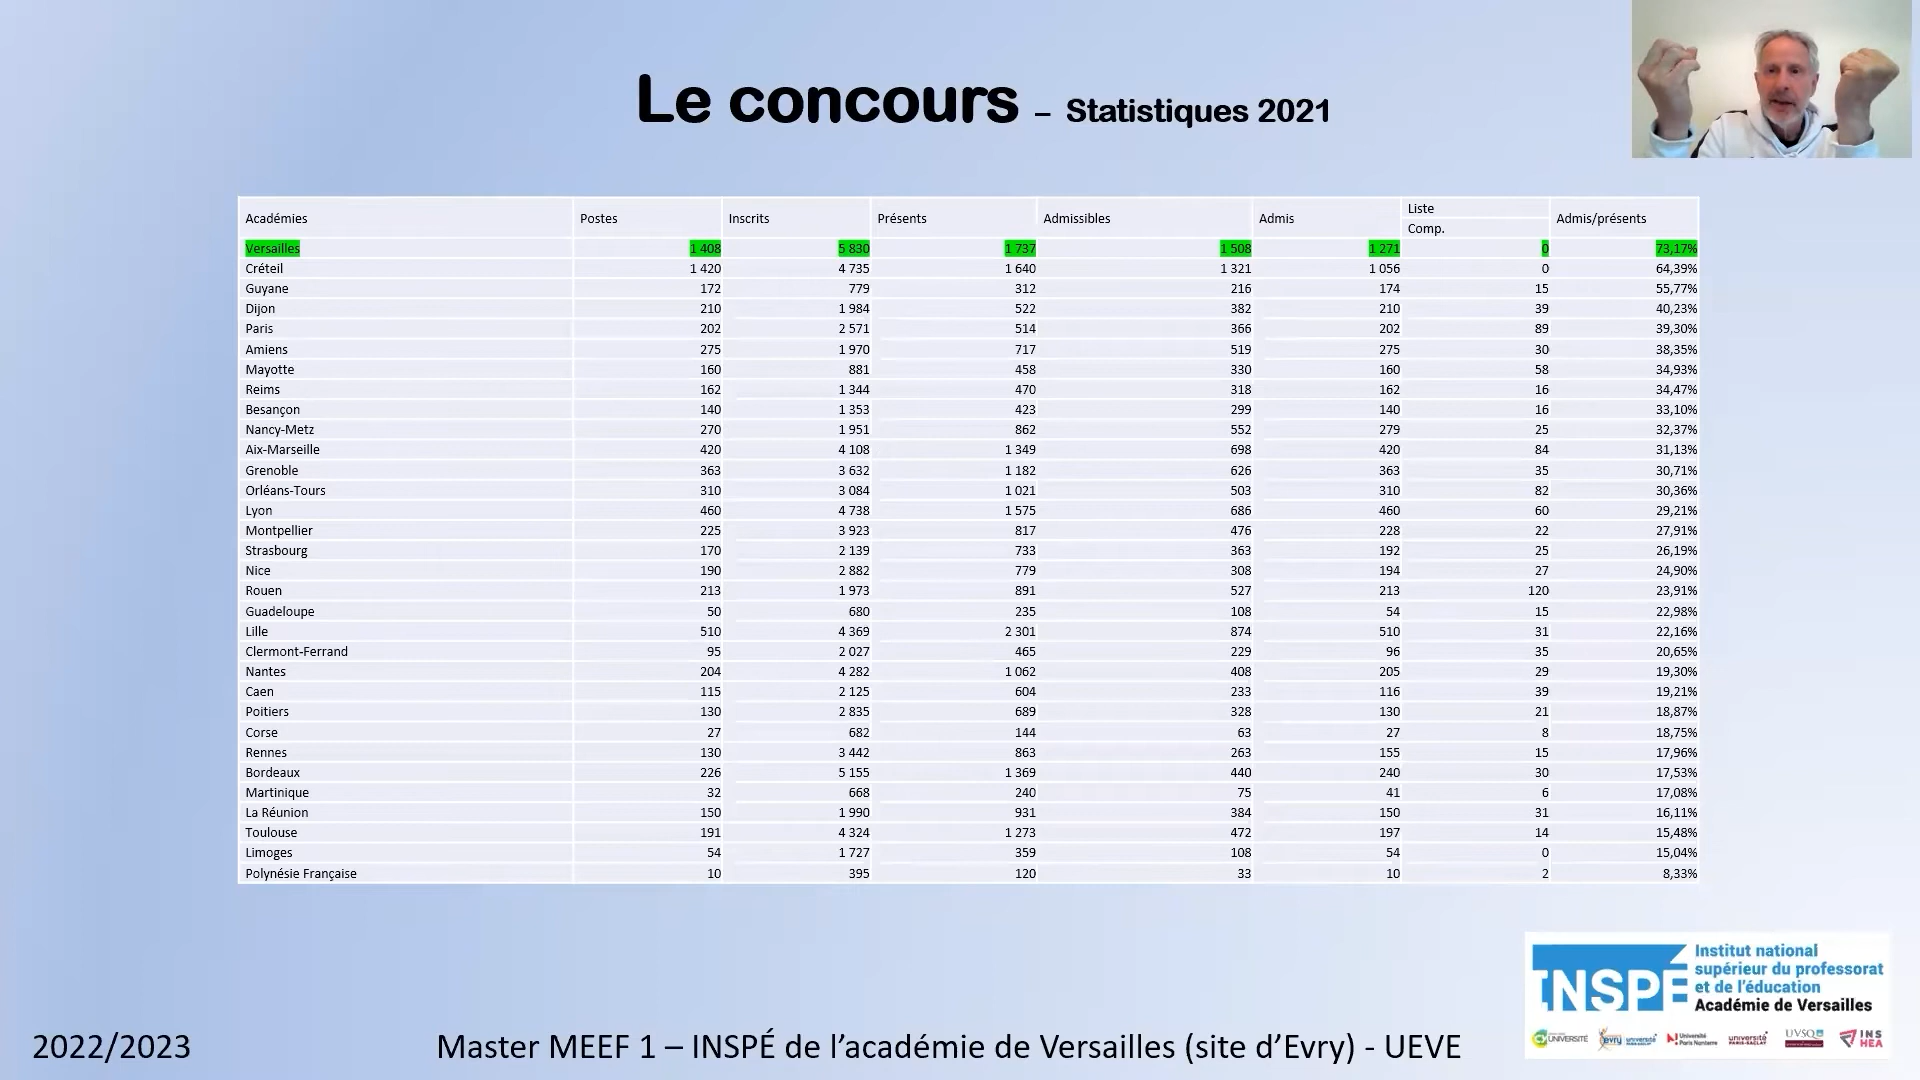 Le concours – Statistiques 2021
Académies Postes Inscrits Présents Admissibles Admis Liste Comp. Admis/présents
Versailles 1 408 5 830 1 737 1 508 1 271 0 73,17%
Créteil 1 420 4 735 1 640 1 321 1 056 0 64,39%
Guyane 172 779 312 216 174 15 55,77%
Dijon 210 1 984 522 382 210 39 40,23%
Paris 202 2 571 514 366 202 89 39,30%
Amiens 275 1 970 717 519 275 30 38,35%
Mayotte 160 881 458 330 160 58 34,93%
Reims 162 1 344 470 318 162 16 34,47%
Besançon 140 1 353 423 299 140 16 33,10%
Nancy-Metz 270 1 951 862 552 279 25 32,37%
Aix-Marseille 420 4 108 1 349 698 420 84 31,13%
Grenoble 363 3 632 1 182 626 363 35 30,71%
Orléans-Tours 310 3 084 1 021 503 310 82 30,36%
Lyon 460 4 738 1 575 686 460 60 29,21%
Montpellier 225 3 923 817 476 228 22 27,91%
Strasbourg 170 2 139 733 363 192 25 26,19%
Nice 190 2 882 779 308 194 27 24,90%
Rouen 213 1 973 891 527 213 120 23,91%
Guadeloupe 50 680 235 108 54 15 22,98%
Lille 510 4 369 2 301 874 510 31 22,16%
Clermont-Ferrand 95 2 027 465 229 96 35 20,65%
Nantes 204 4 282 1 062 408 205 29 19,30%
Caen 115 2 125 604 233 116 39 19,21%
Poitiers 130 2 835 689 328 130 21 18,87%
Corse 27 682 144 63 27 8 18,75%
Rennes 130 3 442 863 263 155 15 17,96%
Bordeaux 226 5 155 1 369 440 240 30 17,53%
Martinique 32 668 240 75 41 6 17,08%
La Réunion 150 1 990 931 384 150 31 16,11%
Toulouse 191 4 324 1 273 472 197 14 15,48%
Limoges 54 1 727 359 108 54 0 15,04%
Polynésie Française 10 395 120 33 10 2 8,33%
INSPÉ
Institut national
supérieur du professorat
et de l'éducation
Académie de Versailles
UNIVERSITÉ evry Université Paris Nanterre université PARIS-SACLAY UVSQ INS HEA
2022/2023
Master MEEF 1 – INSPÉ de l'académie de Versailles (site d'Evry) - UEVE